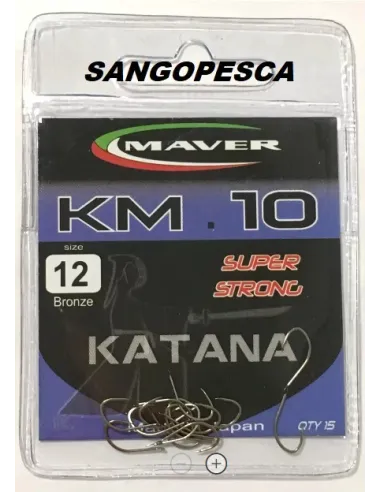 SANGOPESCA
MAVER
KM.10
size
12
Bronze
SUPER
STRONG
KATANA
QTY 15